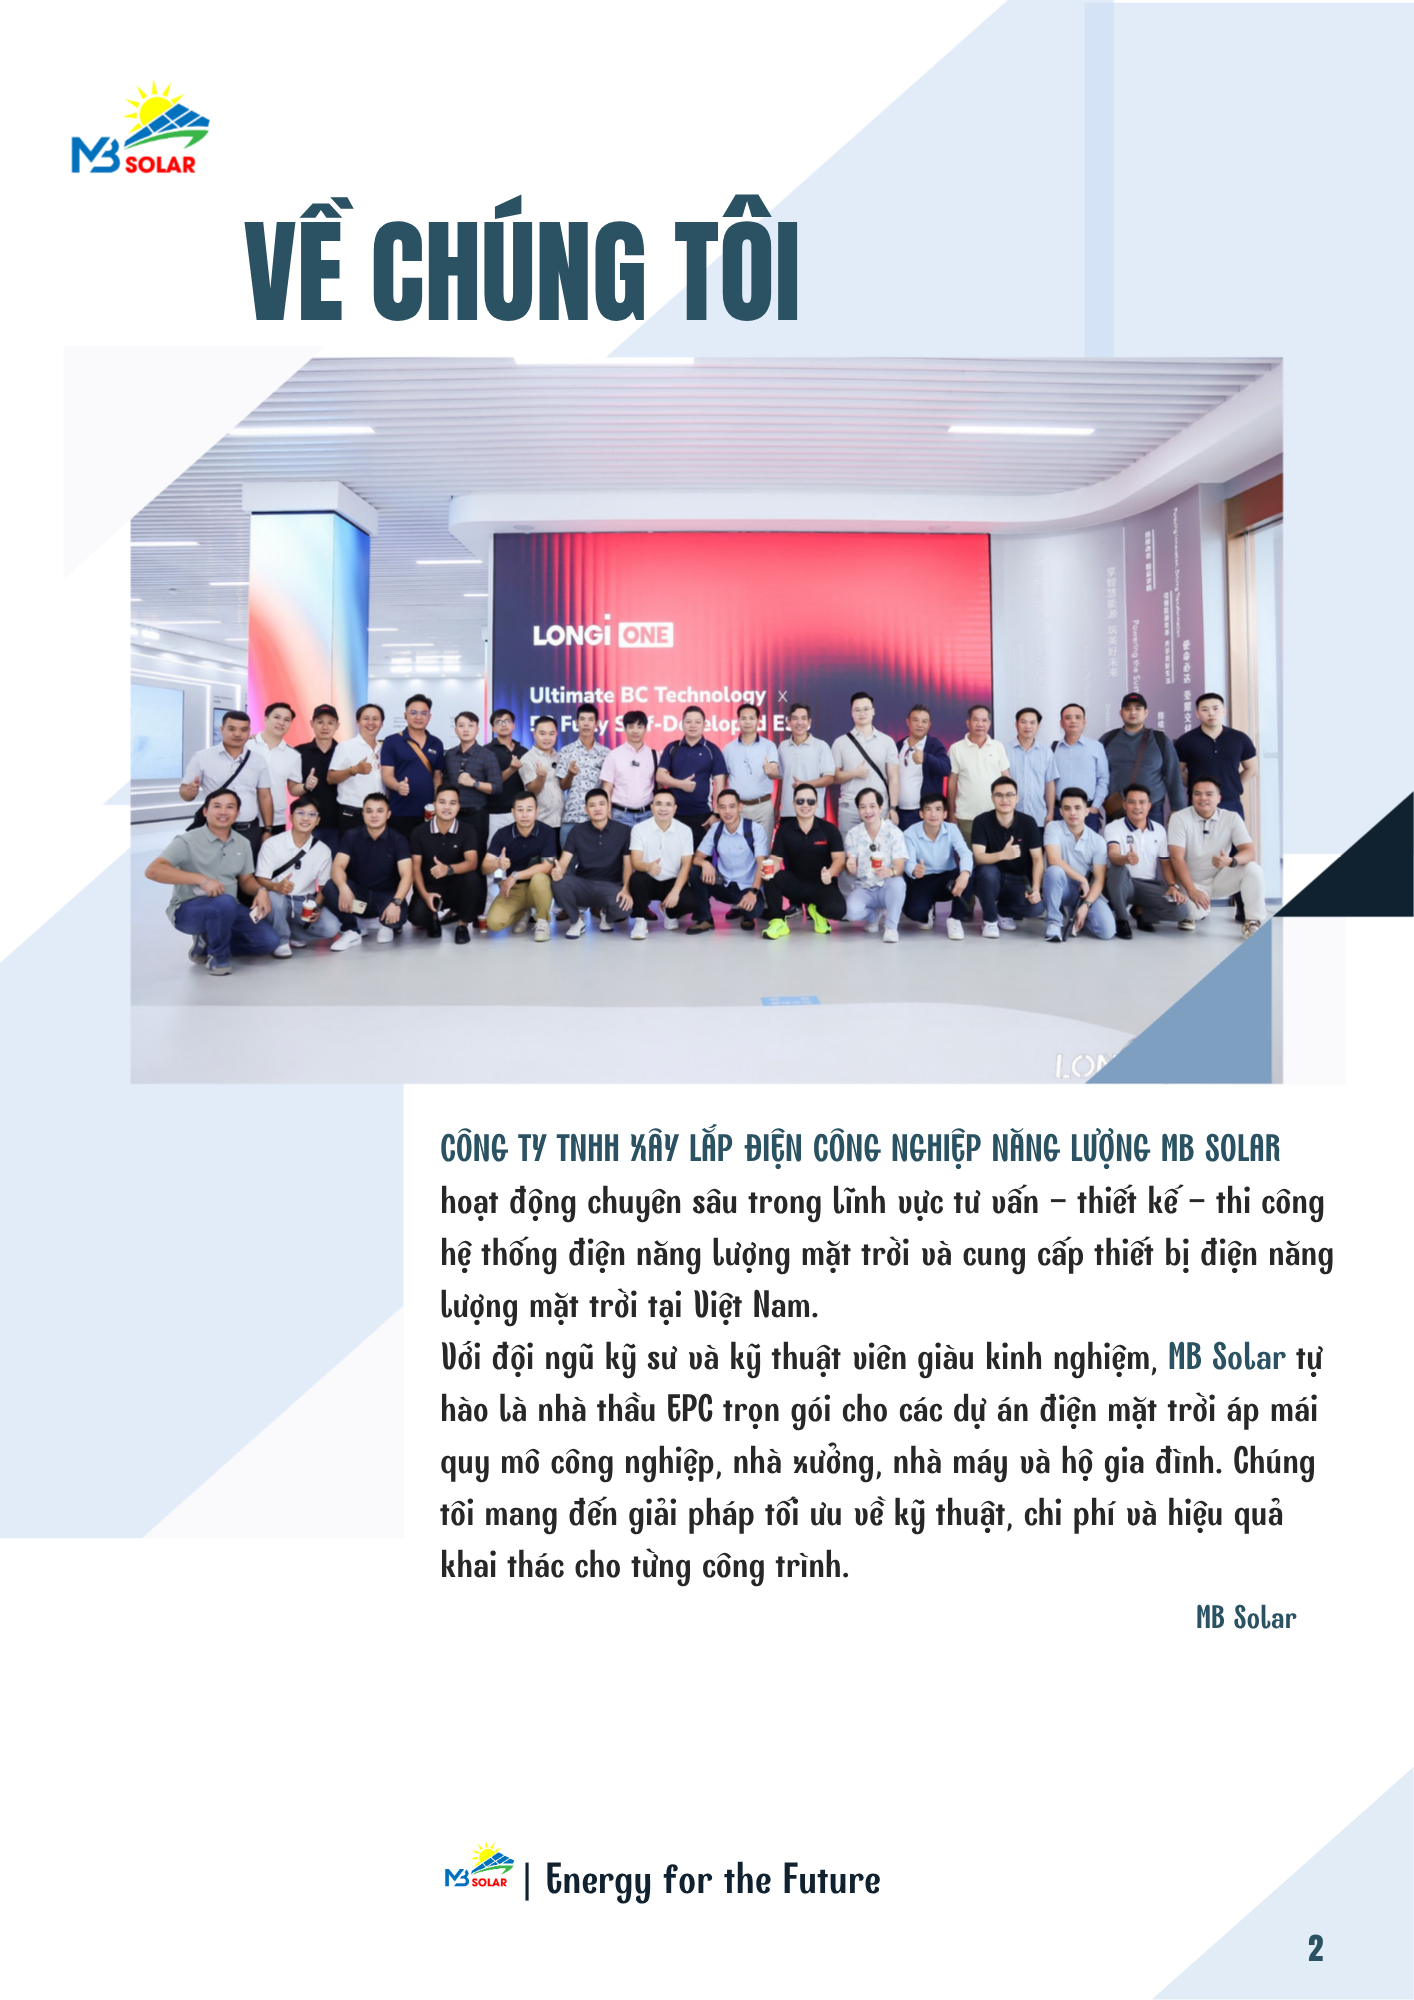 MB SOLAR
VỀ CHÚNG TÔI
LONGi ONE
Ultimate BC Technology x
CÔNG TY TNHH XÂY LẮP ĐIỆN CÔNG NGHIỆP NĂNG LƯỢNG MB SOLAR
hoạt động chuyên sâu trong lĩnh vực tư vấn – thiết kế – thi công
hệ thống điện năng lượng mặt trời và cung cấp thiết bị điện năng
lượng mặt trời tại Việt Nam.
Với đội ngũ kỹ sư và kỹ thuật viên giàu kinh nghiệm, MB Solar tự
hào là nhà thầu EPC trọn gói cho các dự án điện mặt trời áp mái
quy mô công nghiệp, nhà xưởng, nhà máy và hộ gia đình. Chúng
tôi mang đến giải pháp tối ưu về kỹ thuật, chi phí và hiệu quả
khai thác cho từng công trình.
MB Solar
MB SOLAR | Energy for the Future
2